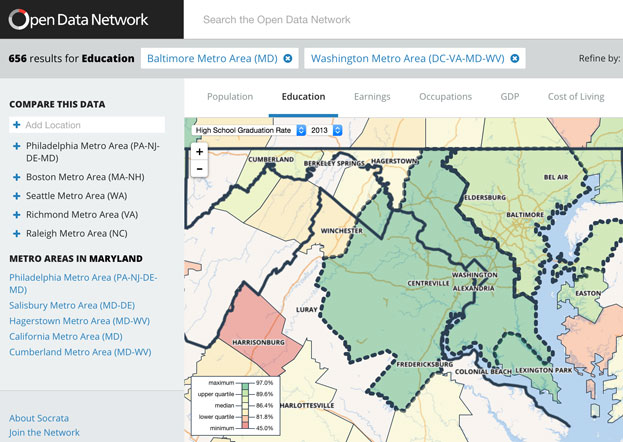 Open Data Network
Search the Open Data Network
656 results for Education
Baltimore Metro Area (MD)
Washington Metro Area (DC-VA-MD-WV)
Refine by:
COMPARE THIS DATA
Add Location
Philadelphia Metro Area (PA-NJ-
DE-MD)
Boston Metro Area (MA-NH)
Seattle Metro Area (WA)
Richmond Metro Area (VA)
Raleigh Metro Area (NC)
METRO AREAS IN MARYLAND
Philadelphia Metro Area (PA-NJ-DE-
MD)
Salisbury Metro Area (MD-DE)
Hagerstown Metro Area (MD-WV)
California Metro Area (MD)
Cumberland Metro Area (MD-WV)
About Socrata
Join the Network
Population
Education
Earnings
Occupations
GDP
Cost of Living
High School Graduation Rate
2013
+
−
CUMBERLAND
BERKELEY SPRINGS
HAGERSTOWN
BEL AIR
ELDERSBURG
BALTIMORE
WINCHESTER
WASHINGTON
CENTREVILLE
ALEXANDRIA
EASTON
LURAY
HARRISONBURG
FREDERICKSBURG
COLONIAL BEACH
LEXINGTON PARK
HARLOTTESVILLE
maximum 97.0%
upper quartile 89.6%
median 86.4%
lower quartile 81.8%
minimum 45.0%